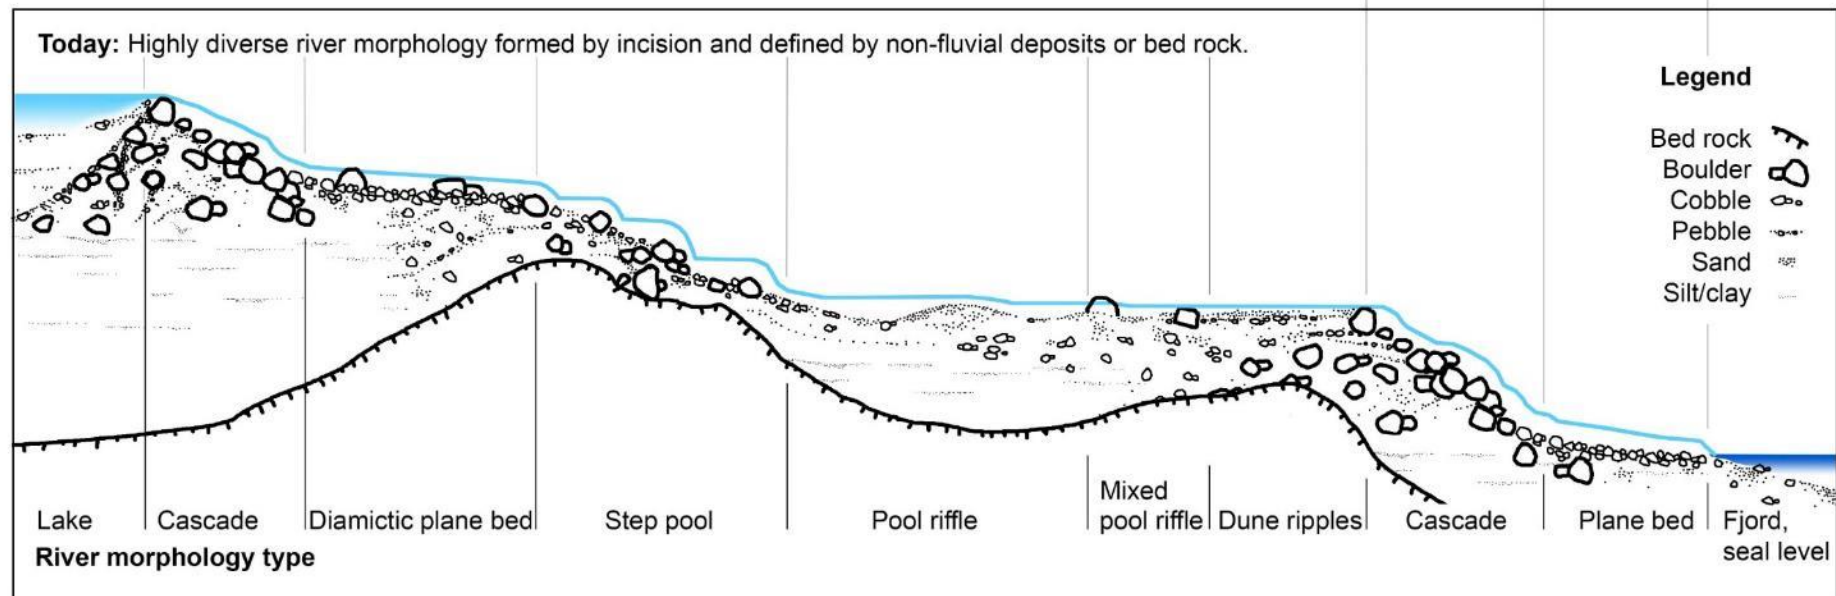 Today: Highly diverse river morphology formed by incision and defined by non-fluvial deposits or bed rock.
Legend
Bed rock
Boulder
Cobble
Pebble
Sand
Silt/clay
Lake
Cascade
Diamictic plane bed
Step pool
Pool riffle
Mixed
pool riffle
Dune ripples
Cascade
Plane bed
Fjord,
seal level
River morphology type